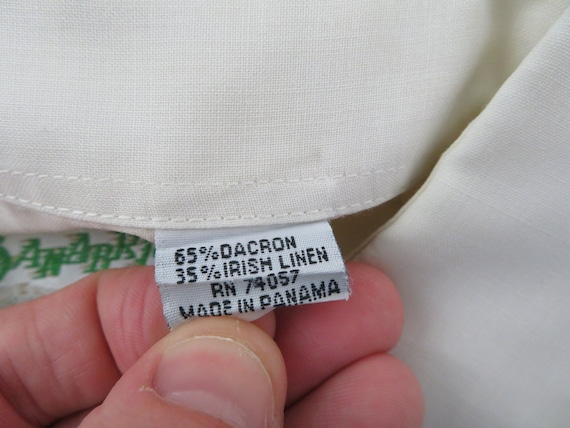 65% DACRON
35% IRISH LINEN
RN 74057
MADE IN PANAMA